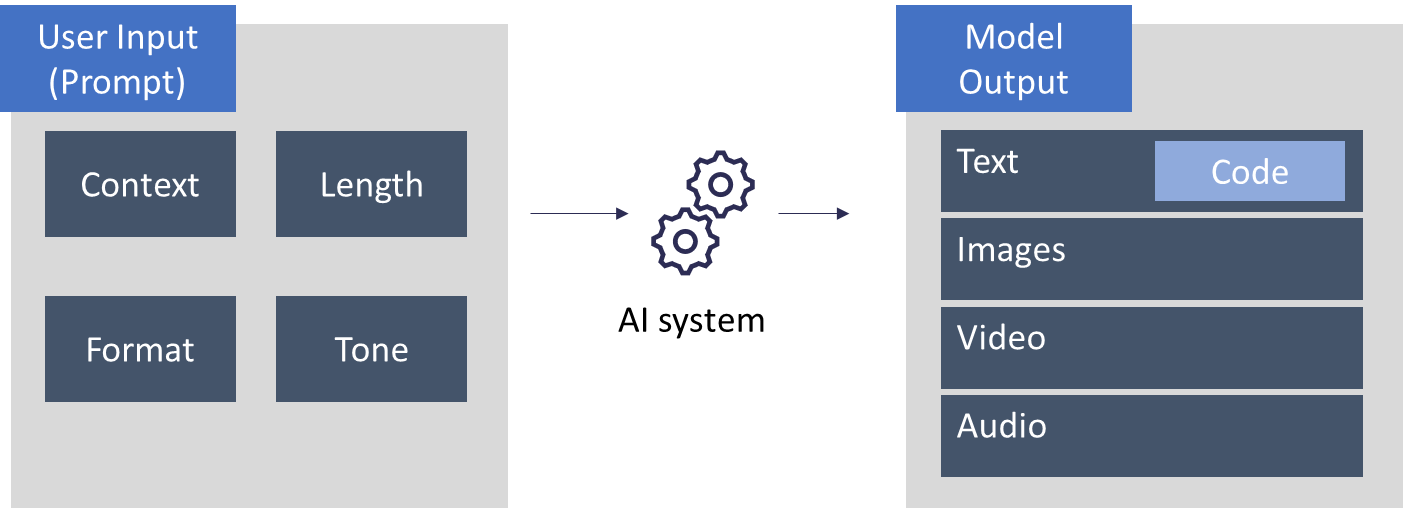 User Input
(Prompt)
Context
Length
Format
Tone
AI system
Model
Output
Text
Code
Images
Video
Audio